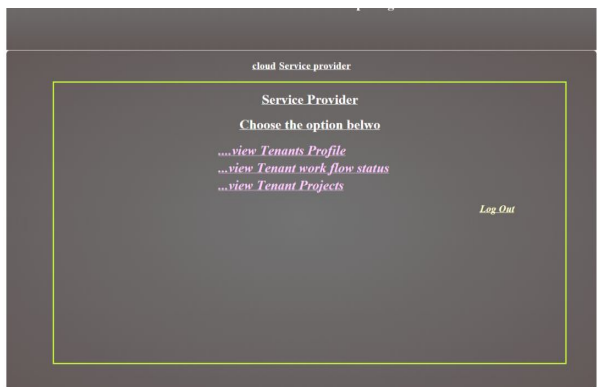 cloud Service provider
Service Provider
Choose the option belwo
....view Tenants Profile
...view Tenant work flow status
...view Tenant Projects
Log Out